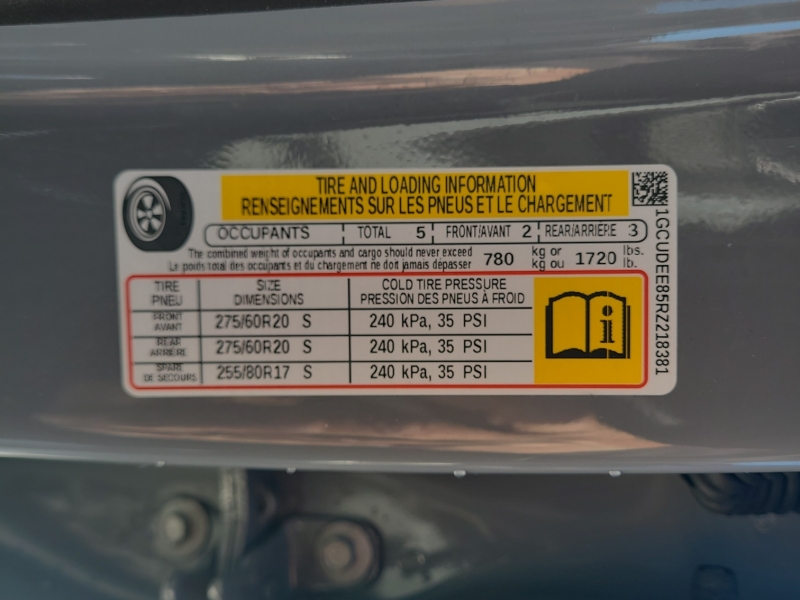 TIRE AND LOADING INFORMATION
RENSEIGNEMENTS SUR LES PNEUS ET LE CHARGEMENT
OCCUPANTS TOTAL 5 FRONT/AVANT 2 REAR/ARRIÈRE 3
The combined weight of occupants and cargo should never exceed 780 kg or 1720 lbs.
Le poids total des occupants et du chargement ne doit jamais dépasser kg ou lb.
TIRE SIZE COLD TIRE PRESSURE
PNEU DIMENSIONS PRESSION DES PNEUS À FROID
FRONT
AVANT 275/60R20 S 240 kPa, 35 PSI
REAR
ARRIÈRE 275/60R20 S 240 kPa, 35 PSI
SPARE
DE SECOURS 255/80R17 S 240 kPa, 35 PSI
1GCUDEE85RZ218381